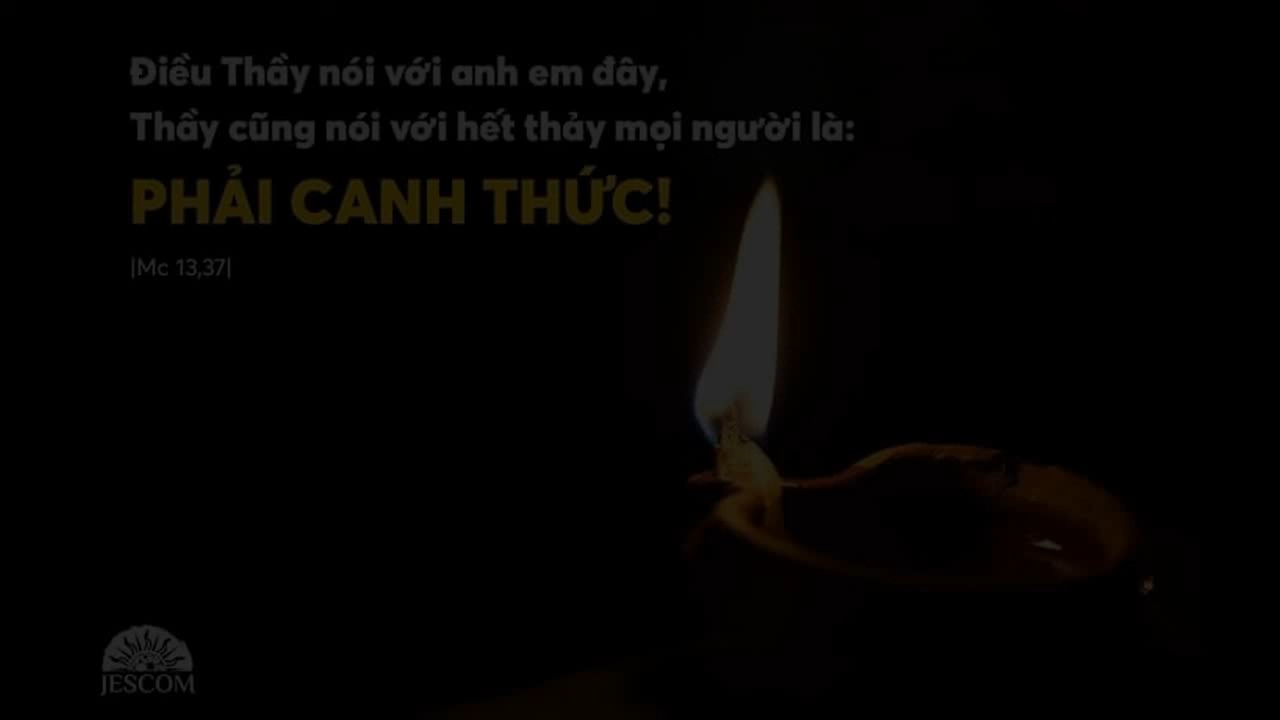 Điều Thầy nói với anh em đây,
Thầy cũng nói với hết thảy mọi người là:
PHẢI CANH THỨC!
|Mc 13,37|
JESCOM